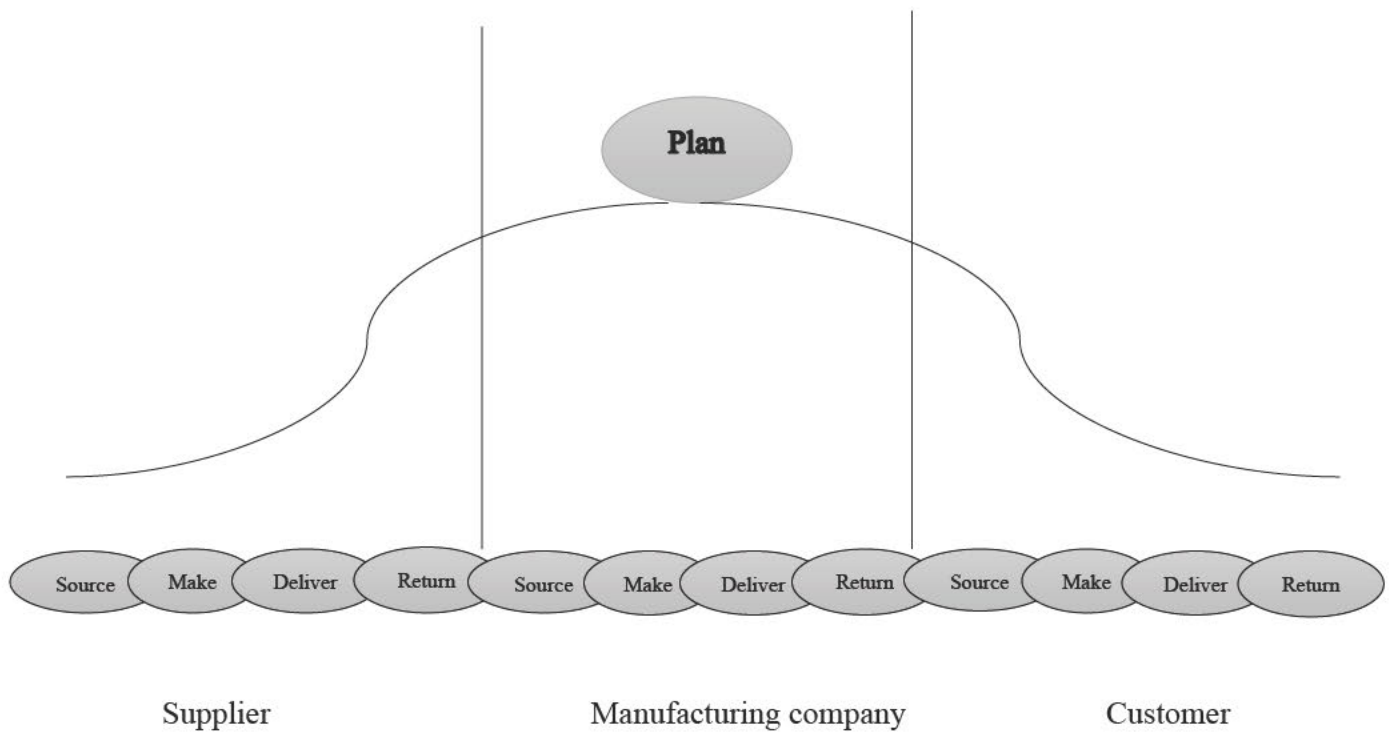 Plan
Source Make Deliver Return Source Make Deliver Return Source Make Deliver Return
Supplier Manufacturing company Customer